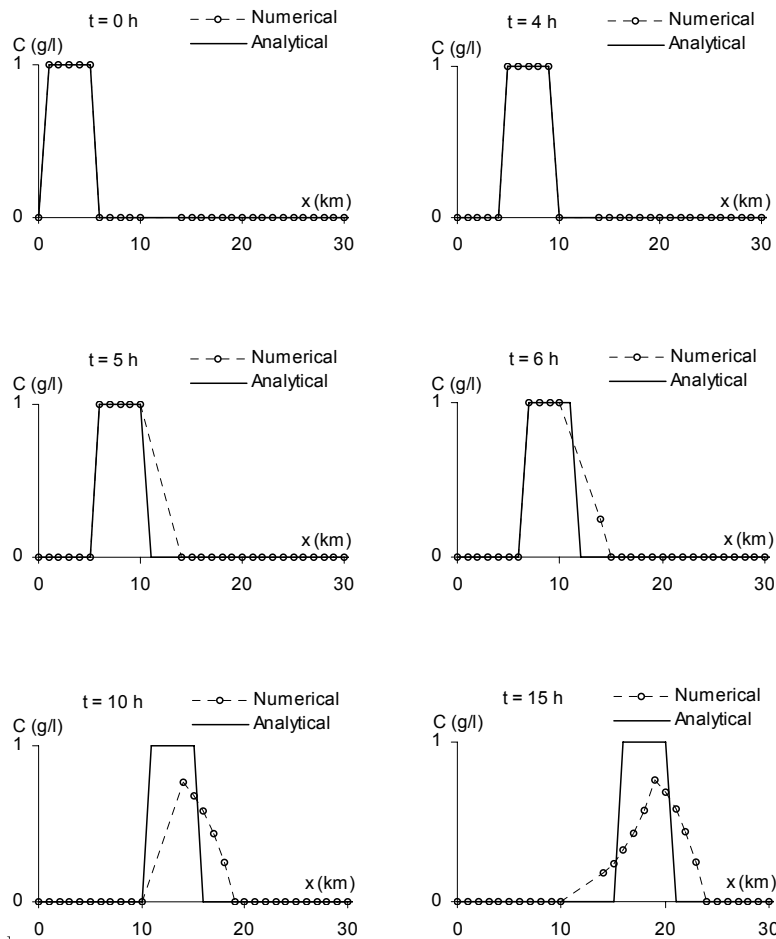 t = 0 h
C (g/l)
Numerical
Analytical
1
x (km)
0
0 10 20 30
t = 4 h
C (g/l)
Numerical
Analytical
1
x (km)
0
0 10 20 30
t = 5 h
C (g/l)
Numerical
Analytical
1
x (km)
0
0 10 20 30
t = 6 h
C (g/l)
Numerical
Analytical
1
x (km)
0
0 10 20 30
t = 10 h
C (g/l)
Numerical
Analytical
1
x (km)
0
0 10 20 30
t = 15 h
C (g/l)
Numerical
Analytical
1
x (km)
0
0 10 20 30